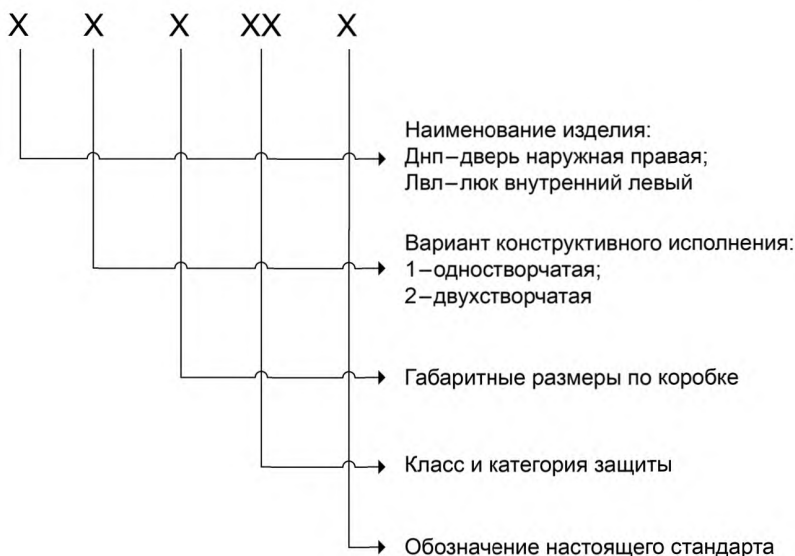 X X X XX X
Наименование изделия:
Днп–дверь наружная правая;
Лвл–люк внутренний левый
Вариант конструктивного исполнения:
1–одностворчатая;
2–двухстворчатая
Габаритные размеры по коробке
Класс и категория защиты
Обозначение настоящего стандарта